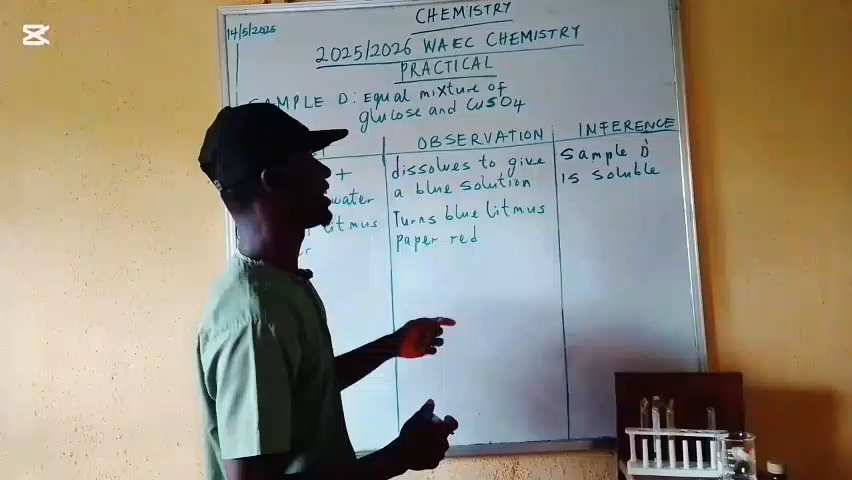 14/5/2025
CHEMISTRY
2025/2026 WAEC CHEMISTRY
PRACTICAL
SAMPLE D: Equal mixture of
glucose and CuSO4
OBSERVATION
INFERENCE
+
water
litmus
dissolves to give
a blue solution
Turns blue litmus
paper red
Sample D
is soluble